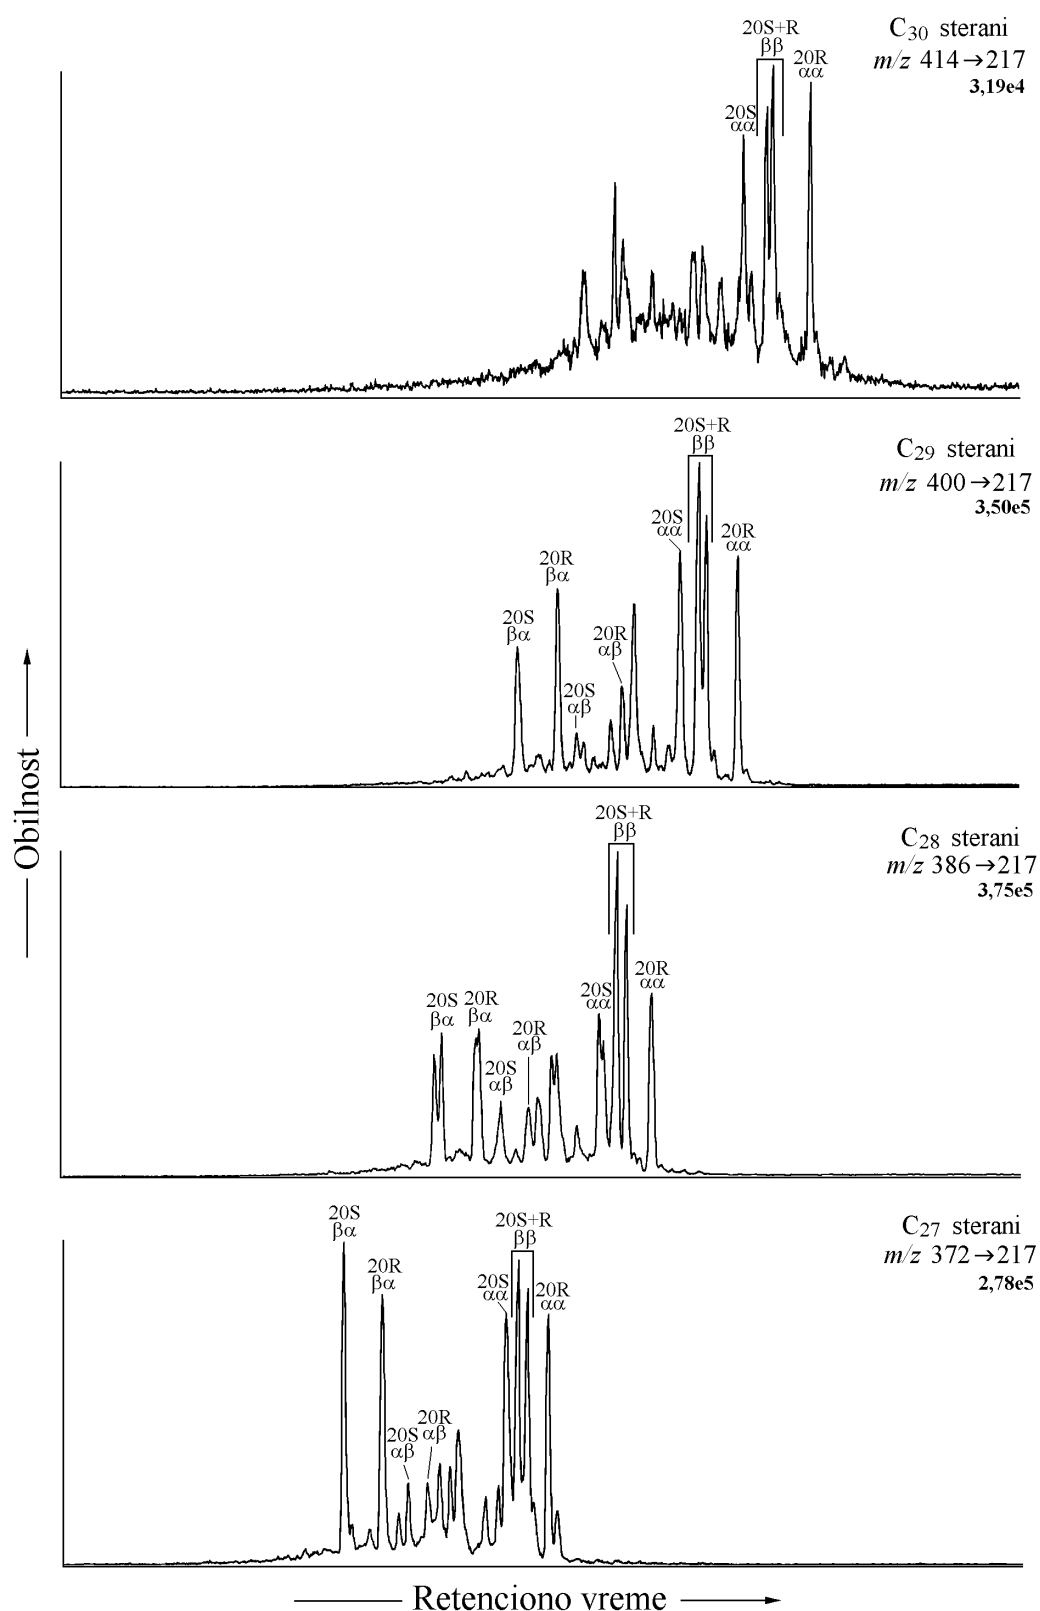 C30 sterani
m/z 414→217
3,19e4
20S+R
ββ
20R
αα
20S
αα
C29 sterani
m/z 400→217
3,50e5
20S+R
ββ
20S
αα
20R
αα
20R
βα
20S
βα
20R
αβ
20S
αβ
C28 sterani
m/z 386→217
3,75e5
20S+R
ββ
20S
αα
20R
αα
20S
βα
20R
βα
20R
αβ
20S
αβ
C27 sterani
m/z 372→217
2,78e5
20S
βα
20R
βα
20S+R
ββ
20S
αα
20R
αα
20R
αβ
20S
αβ
Obilnost
Retenciono vreme